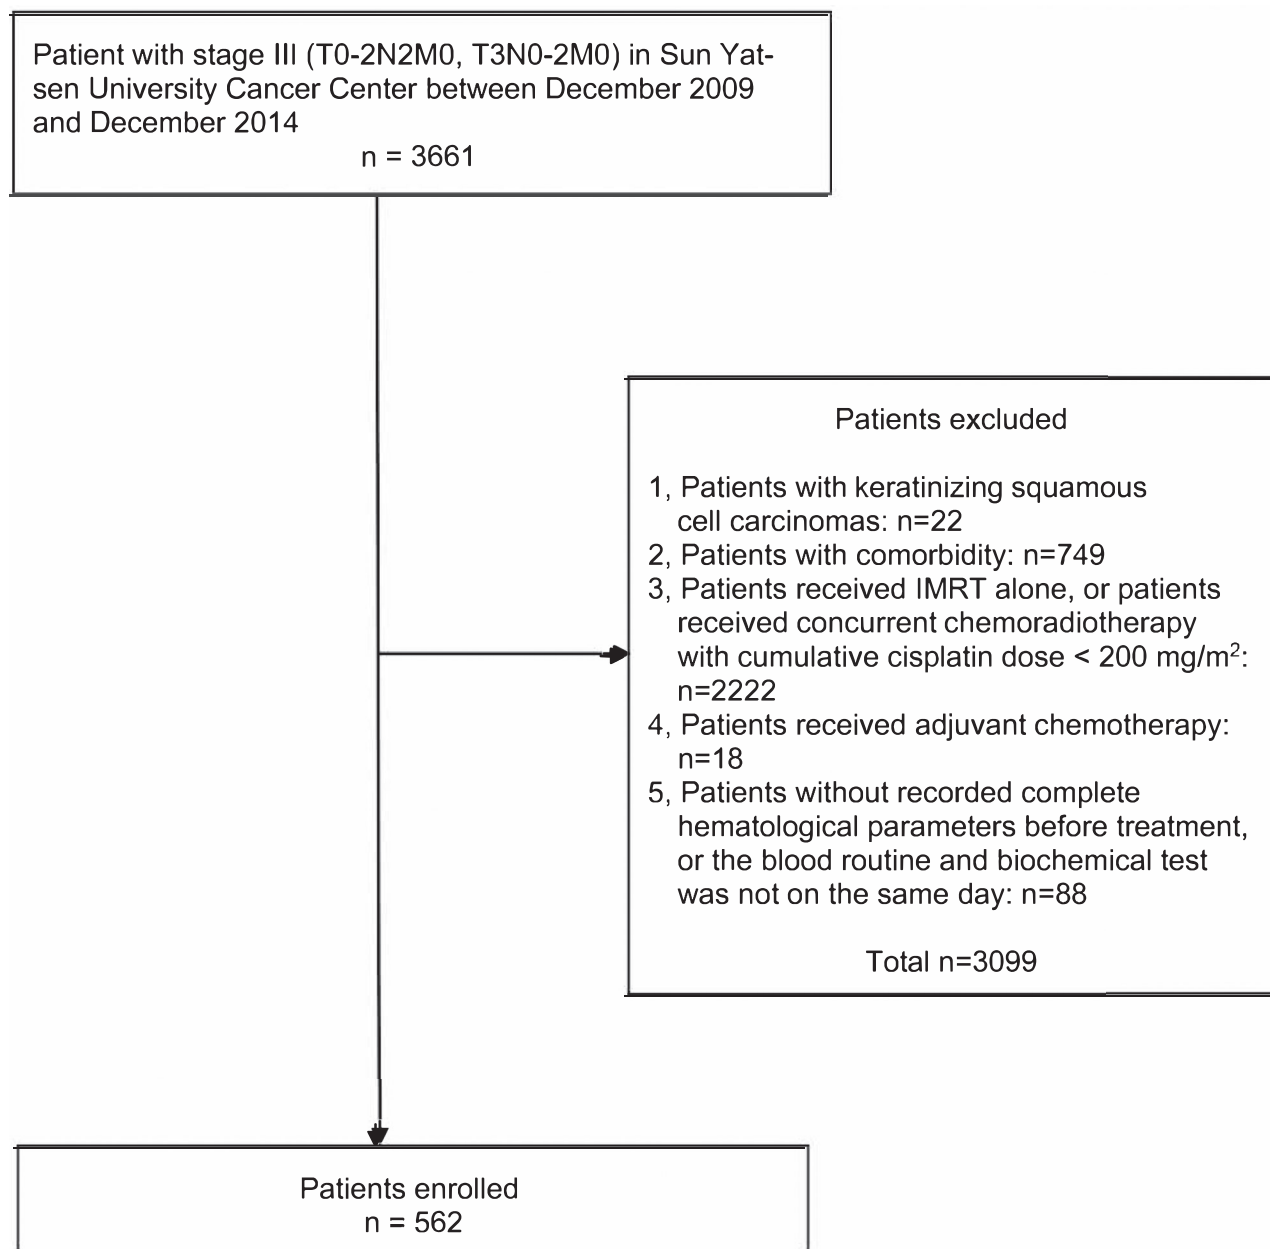 Patient with stage III (T0-2N2M0, T3N0-2M0) in Sun Yat-
sen University Cancer Center between December 2009
and December 2014
n = 3661
Patients excluded
1, Patients with keratinizing squamous
cell carcinomas: n=22
2, Patients with comorbidity: n=749
3, Patients received IMRT alone, or patients
received concurrent chemoradiotherapy
with cumulative cisplatin dose < 200 mg/m²:
n=2222
4, Patients received adjuvant chemotherapy:
n=18
5, Patients without recorded complete
hematological parameters before treatment,
or the blood routine and biochemical test
was not on the same day: n=88
Total n=3099
Patients enrolled
n = 562